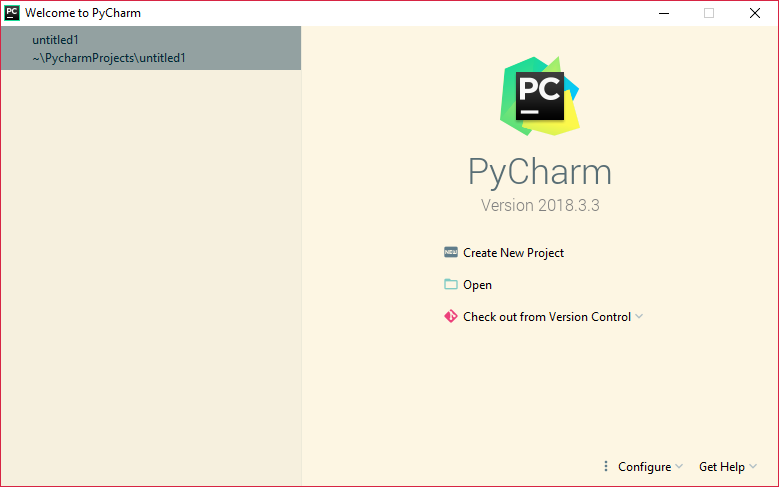 PC Welcome to PyCharm
untitled1
~\PycharmProjects\untitled1
PC
PyCharm
Version 2018.3.3
NEW Create New Project
Open
Check out from Version Control
Configure
Get Help